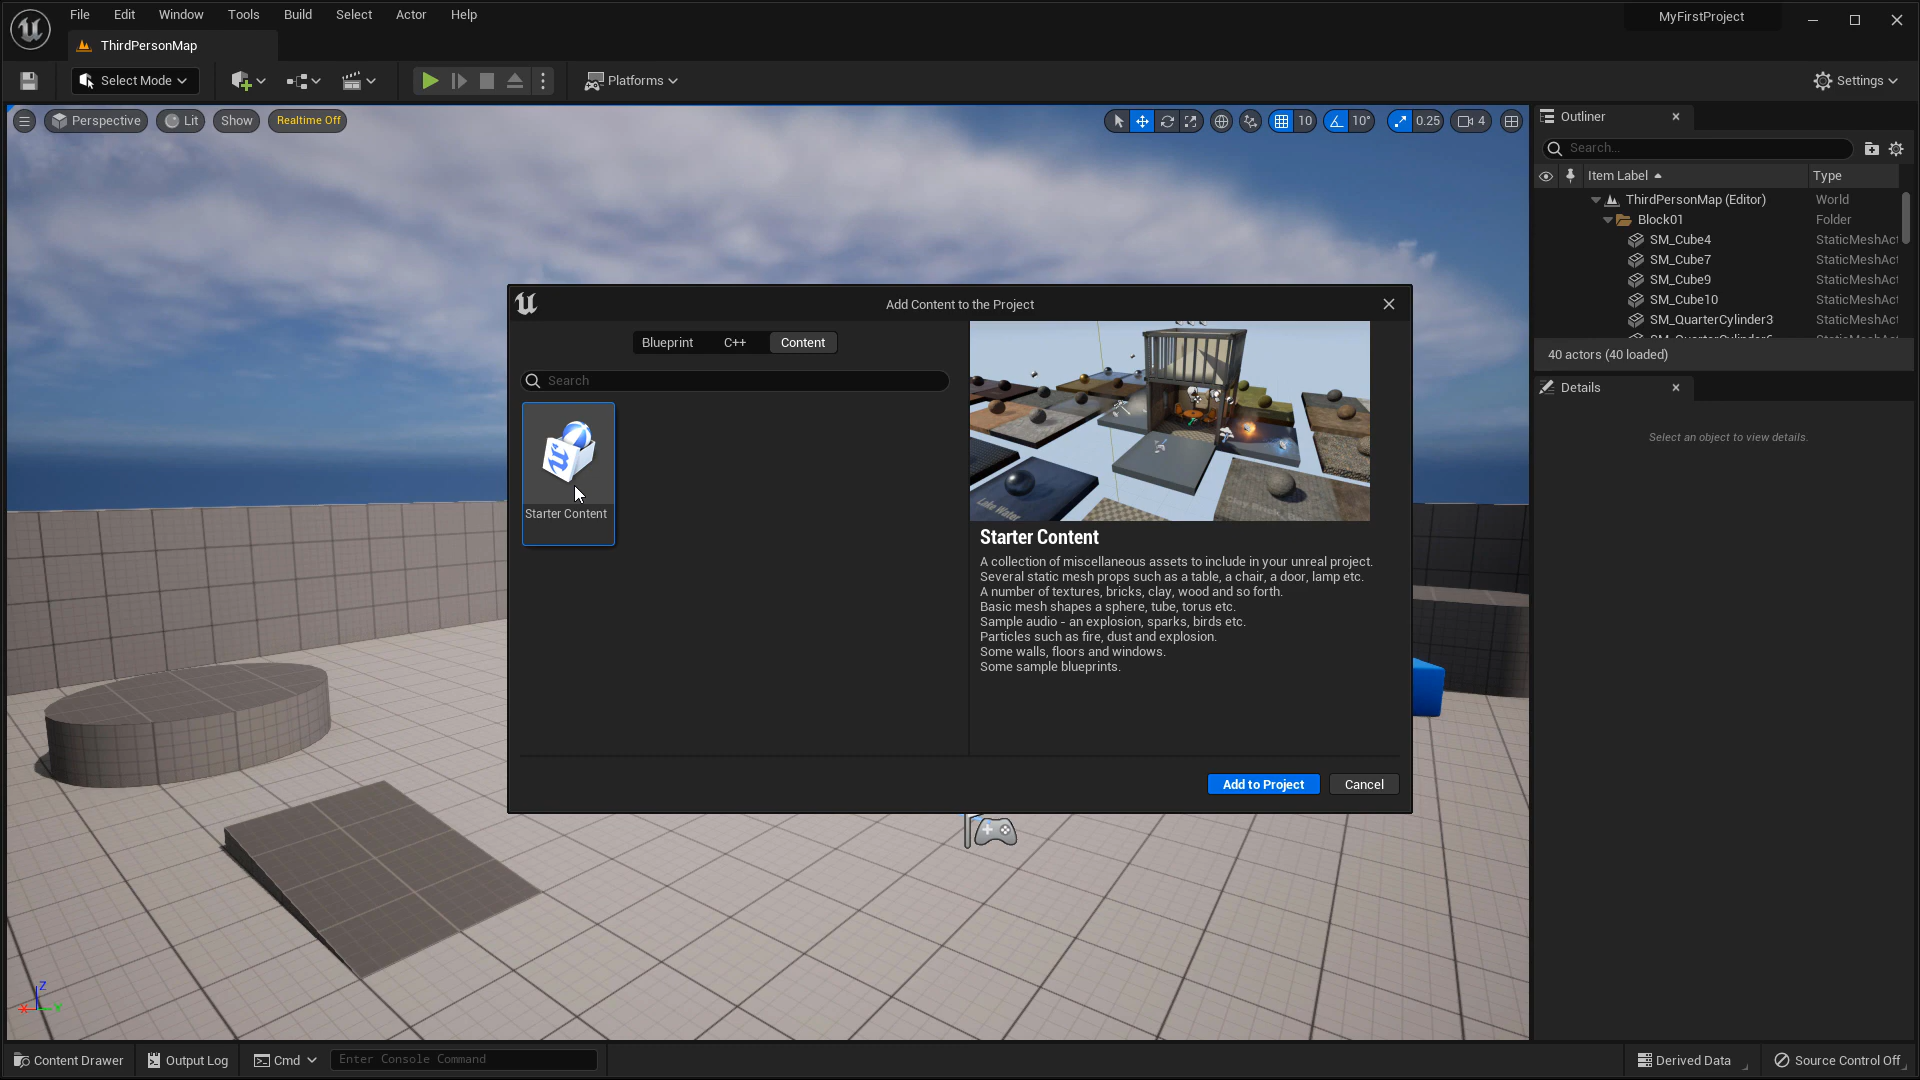 File Edit Window Tools Build Select Actor Help
MyFirstProject
ThirdPersonMap
Select Mode
Platforms
Settings
Perspective Lit Show Realtime Off
10 10° 0.25 4
Outliner
Search...
Item Label Type
ThirdPersonMap (Editor) World
Block01 Folder
SM_Cube4 StaticMeshAct
SM_Cube7 StaticMeshAct
SM_Cube9 StaticMeshAct
SM_Cube10 StaticMeshAct
SM_QuarterCylinder3 StaticMeshAct
40 actors (40 loaded)
Details
Select an object to view details.
Add Content to the Project
Blueprint C++ Content
Search
Starter Content
Lake Water
Starter Content
A collection of miscellaneous assets to include in your unreal project.
Several static mesh props such as a table, a chair, a door, lamp etc.
A number of textures, bricks, clay, wood and so forth.
Basic mesh shapes a sphere, tube, torus etc.
Sample audio - an explosion, sparks, birds etc.
Particles such as fire, dust and explosion.
Some walls, floors and windows.
Some sample blueprints.
Add to Project Cancel
Z
X Y
Content Drawer Output Log Cmd Enter Console Command
Derived Data Source Control Off